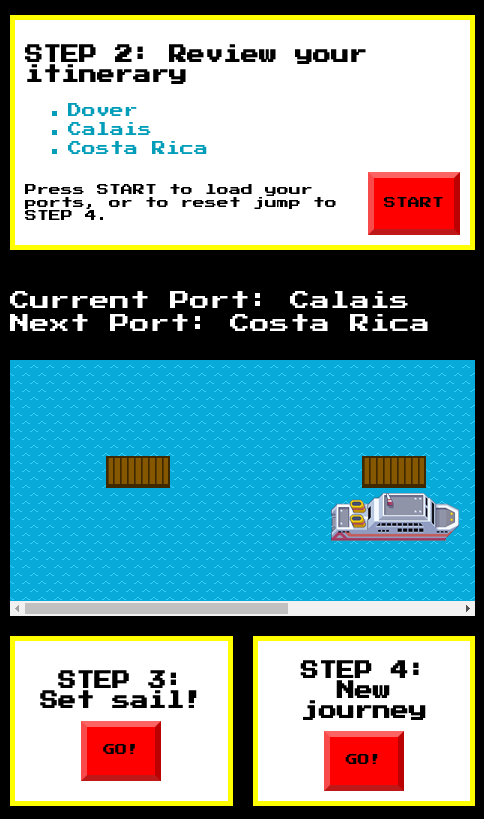 STEP 2: Review your
itinerary
Dover
Calais
Costa Rica
Press START to load your
ports, or to reset jump to
STEP 4.
START
Current Port: Calais
Next Port: Costa Rica
STEP 3:
Set sail!
GO!
STEP 4:
New
journey
GO!